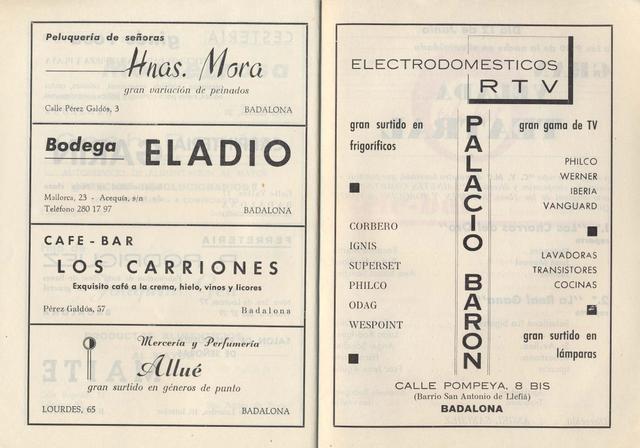 Peluquería de señoras
Hnas. Mora
gran variación de peinados
Calle Pérez Galdós, 3 BADALONA
Bodega ELADIO
Mallorca, 23 - Acequia, s/n
Teléfono 280 17 97 BADALONA
CAFE - BAR
LOS CARRIONES
Exquisito café a la crema, hielo, vinos y licores
Pérez Galdós, 57 Badalona
Mercería y Perfumería
Allué
gran surtido en géneros de punto
LOURDES, 65 BADALONA
ELECTRODOMESTICOS
RTV
gran surtido en
frigoríficos
CORBERO
IGNIS
SUPERSET
PHILCO
ODAG
WESPOINT
PALACIO BARON
gran gama de TV
PHILCO
WERNER
IBERIA
VANGUARD
LAVADORAS
TRANSISTORES
COCINAS
gran surtido en
lámparas
CALLE POMPEYA, 8 BIS
(Barrio San Antonio de Llefiá)
BADALONA